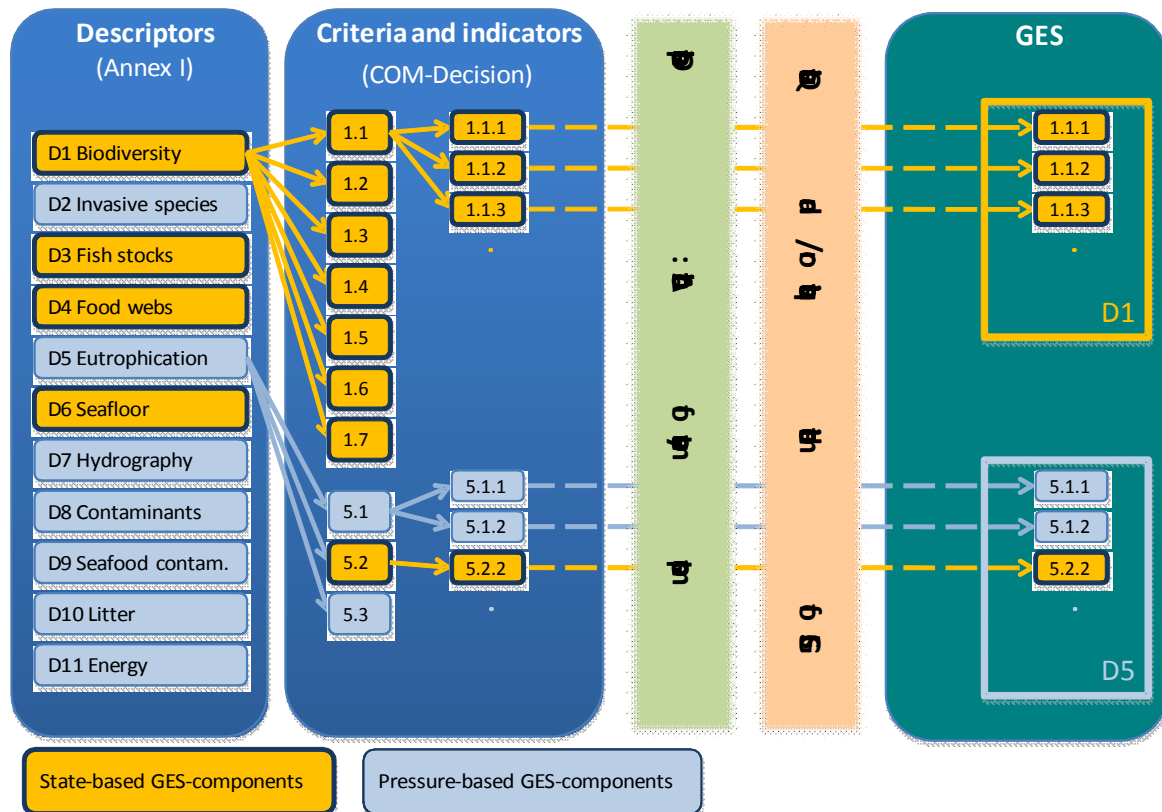 Descriptors
(Annex I)
D1 Biodiversity
D2 Invasive species
D3 Fish stocks
D4 Food webs
D5 Eutrophication
D6 Seafloor
D7 Hydrography
D8 Contaminants
D9 Seafood contam.
D10 Litter
D11 Energy
Criteria and indicators
(COM-Decision)
1.1
1.2
1.3
1.4
1.5
1.6
1.7
5.1
5.2
5.3
1.1.1
1.1.2
1.1.3
.
5.1.1
5.1.2
5.2.2
.
GES
1.1.1
1.1.2
1.1.3
.
D1
5.1.1
5.1.2
5.2.2
.
D5
State-based GES-components
Pressure-based GES-components